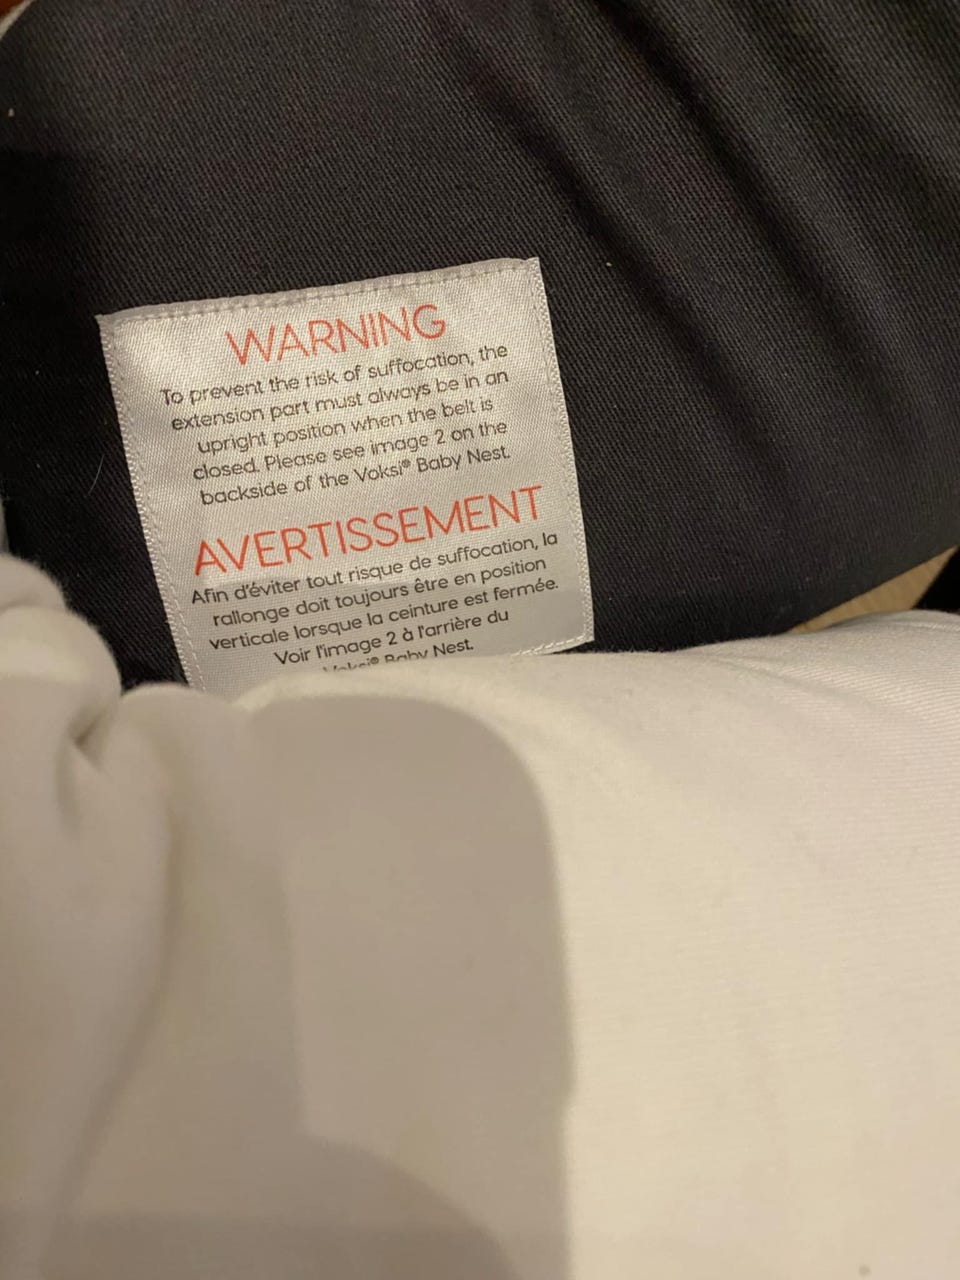 WARNING
To prevent the risk of suffocation, the
extension part must always be in an
upright position when the belt is
closed. Please see image 2 on the
backside of the Voksi® Baby Nest.
AVERTISSEMENT
Afin d'éviter tout risque de suffocation, la
rallonge doit toujours être en position
verticale lorsque la ceinture est fermée.
Voir l'image 2 à l'arrière du
Voksi® Baby Nest.